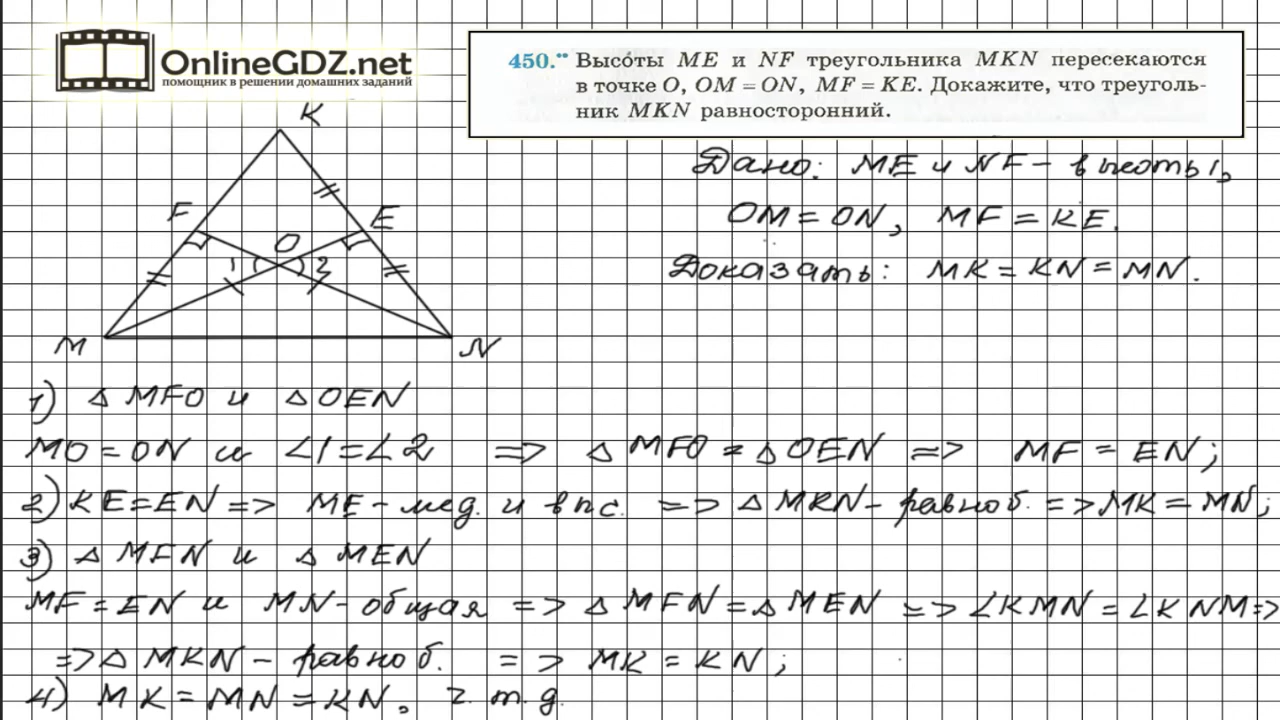 OnlineGDZ.net
помощник в решении домашних заданий
450.•• Высо́ты ME и NF треугольника MKN пересекаются
в точке O, OM = ON, MF = KE. Докажите, что треуголь-
ник MKN равносторонний.
Дано: ME и NF - высоты,
OM = ON, MF = KE.
Доказать: MK = KN = MN.
K
F
E
O
1
2
M
N
1) △ MFO и △ OEN
MO = ON и ∠1 = ∠2 => △ MFO = △ OEN => MF = EN;
2) KE = EN => ME - мед. и выс. => △ MKN - равноб. => MK = MN;
3) △ MFN и △ MEN
MF = EN и MN - общая => △ MFN = △ MEN => ∠KMN = ∠KNM =>
=> △ MKN - равноб. => MK = KN;
4) MK = MN = KN. ч.т.д.